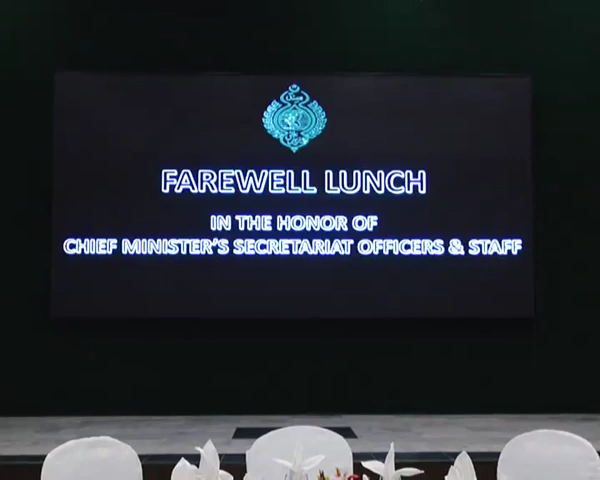 FAREWELL LUNCH
IN THE HONOR OF
CHIEF MINISTER'S SECRETARIAT OFFICERS & STAFF